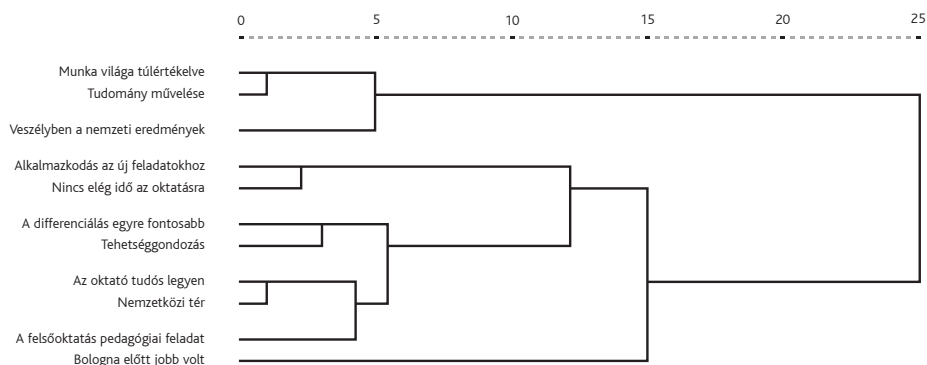 0 5 10 15 20 25
Munka világa túlértékelve
Tudomány művelése
Veszélyben a nemzeti eredmények
Alkalmazkodás az új feladatokhoz
Nincs elég idő az oktatásra
A differenciálás egyre fontosabb
Tehetséggondozás
Az oktató tudós legyen
Nemzetközi tér
A felsőoktatás pedagógiai feladat
Bologna előtt jobb volt